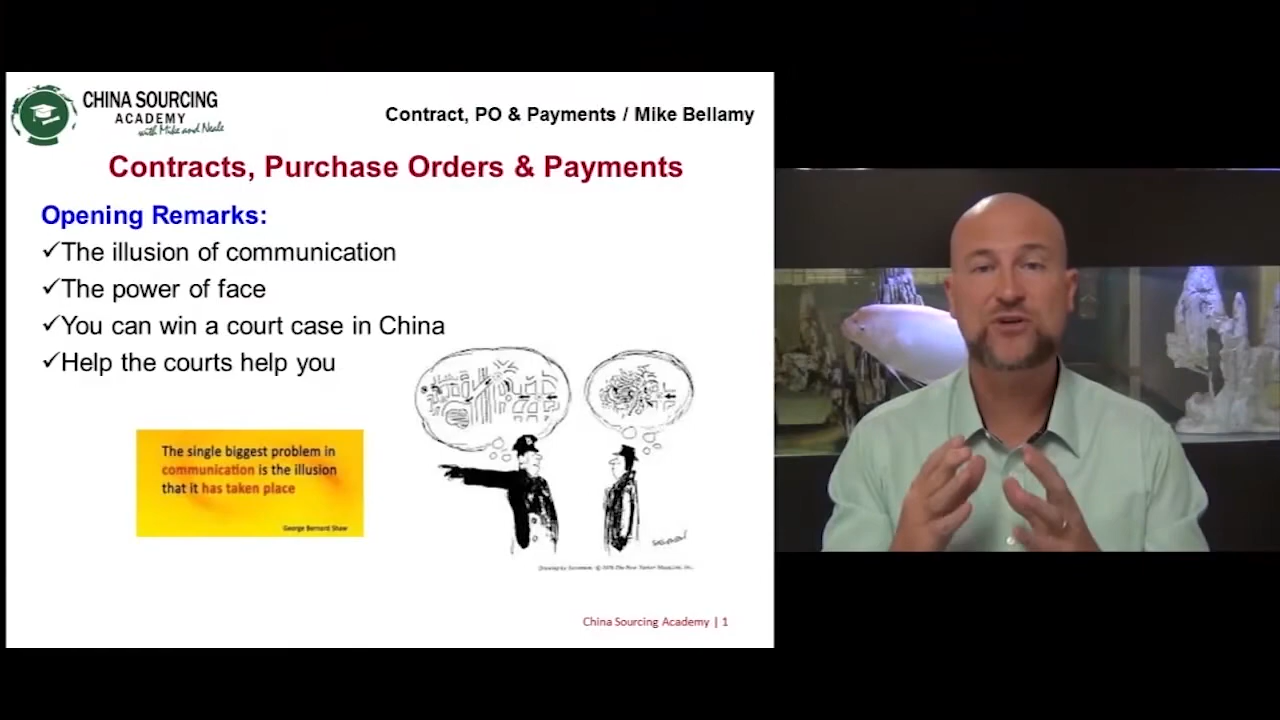 CHINA SOURCING
ACADEMY
with Mike and Neale
Contract, PO & Payments / Mike Bellamy
Contracts, Purchase Orders & Payments
Opening Remarks:
✓The illusion of communication
✓The power of face
✓You can win a court case in China
✓Help the courts help you
The single biggest problem in
communication is the illusion
that it has taken place
George Bernard Shaw
China Sourcing Academy | 1